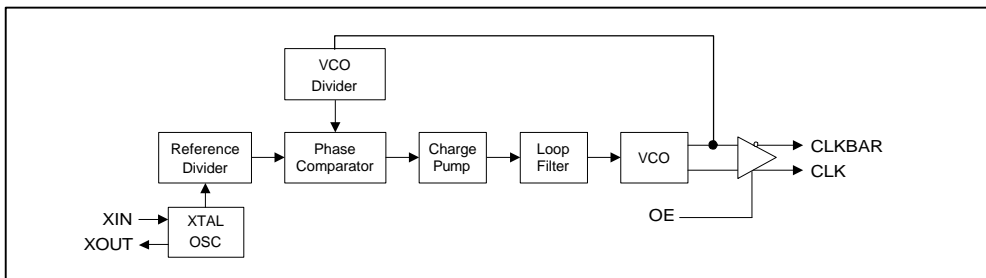 VCO
Divider
Reference
Divider
Phase
Comparator
Charge
Pump
Loop
Filter
VCO
CLKBAR
CLK
OE
XIN
XOUT
XTAL
OSC